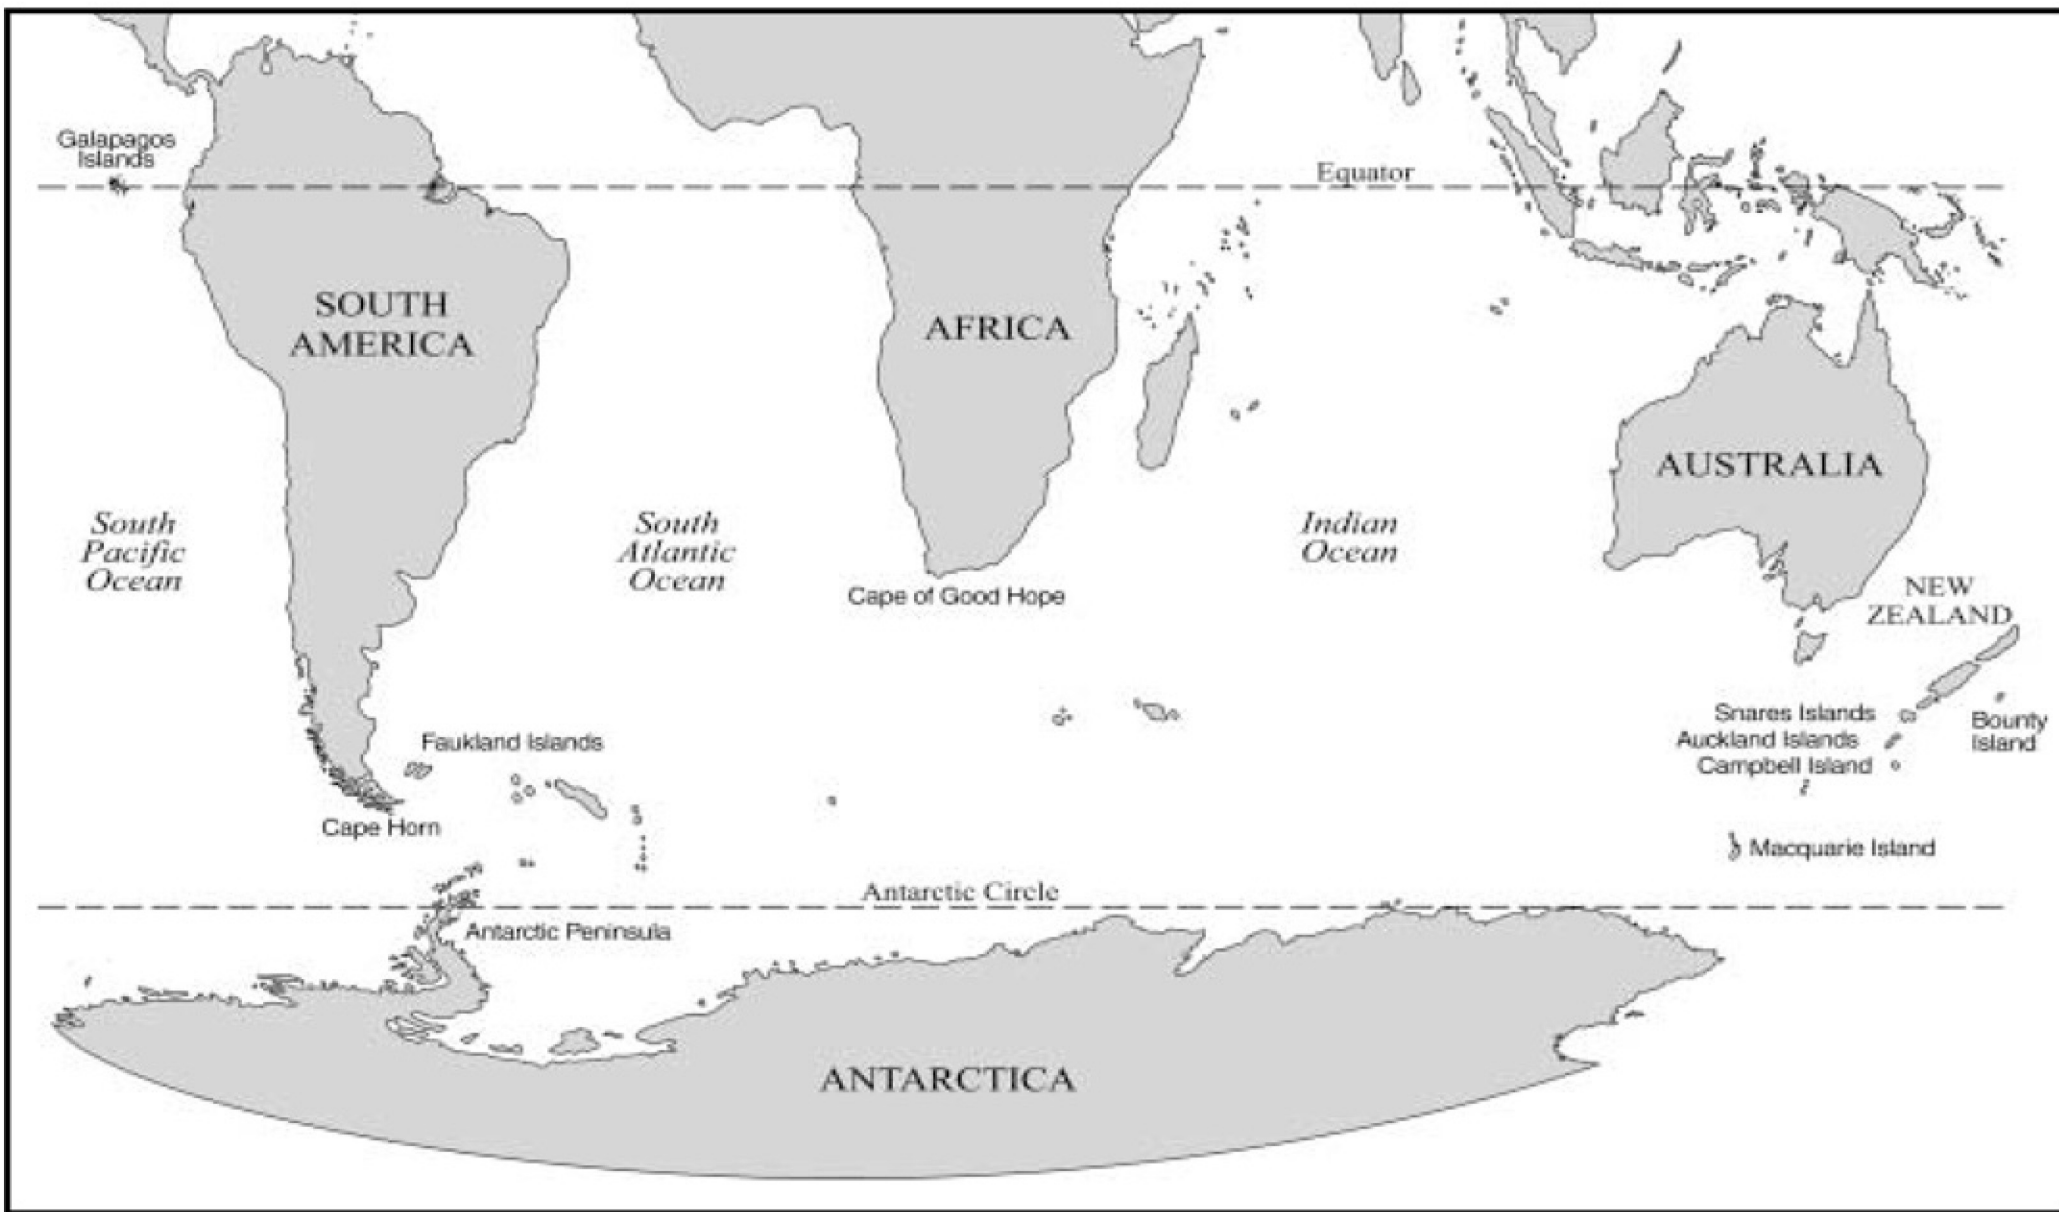 Galapagos
Islands
Equator
SOUTH
AMERICA
AFRICA
AUSTRALIA
South
Pacific
Ocean
South
Atlantic
Ocean
Indian
Ocean
Cape of Good Hope
NEW
ZEALAND
Snares Islands
Auckland Islands
Campbell Island
Bounty
Island
Faukland Islands
Cape Horn
Macquarie Island
Antarctic Circle
Antarctic Peninsula
ANTARCTICA